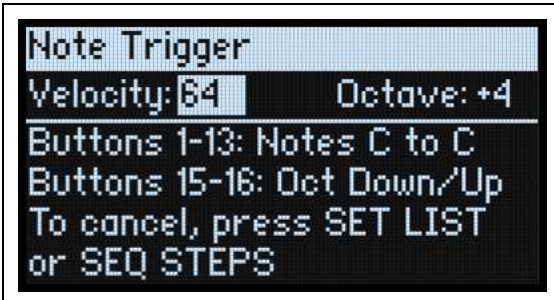 Note Trigger
Velocity: 64 Octave: +4
Buttons 1-13: Notes C to C
Buttons 15-16: Oct Down/Up
To cancel, press SET LIST
or SEQ STEPS